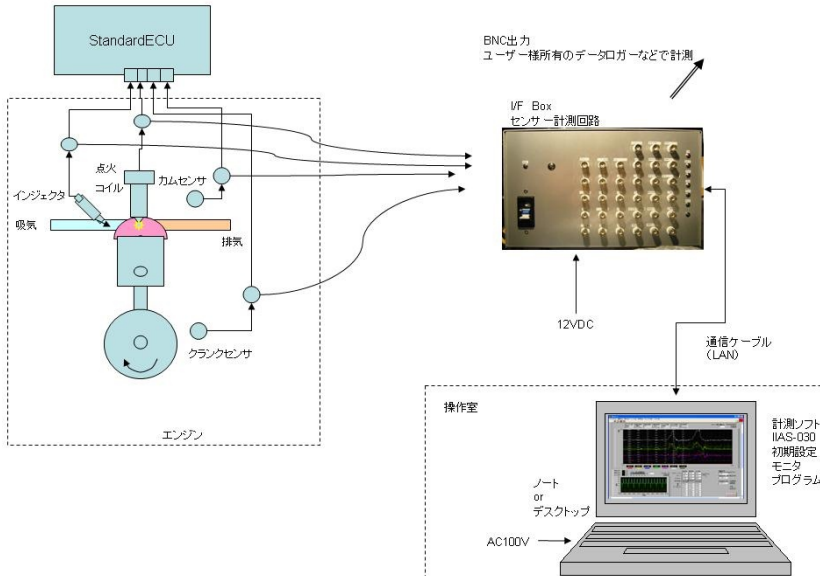 StandardECU
BNC出力
ユーザー様所有のデータロガーなどで計測
I/F Box
センサー計測回路
点火
コイル
カムセンサ
インジェクタ
吸気
排気
12VDC
クランクセンサ
通信ケーブル
(LAN)
エンジン
操作室
計測ソフト
IIAS-030
初期設定
モニタ
プログラム
ノート
or
デスクトップ
AC100V